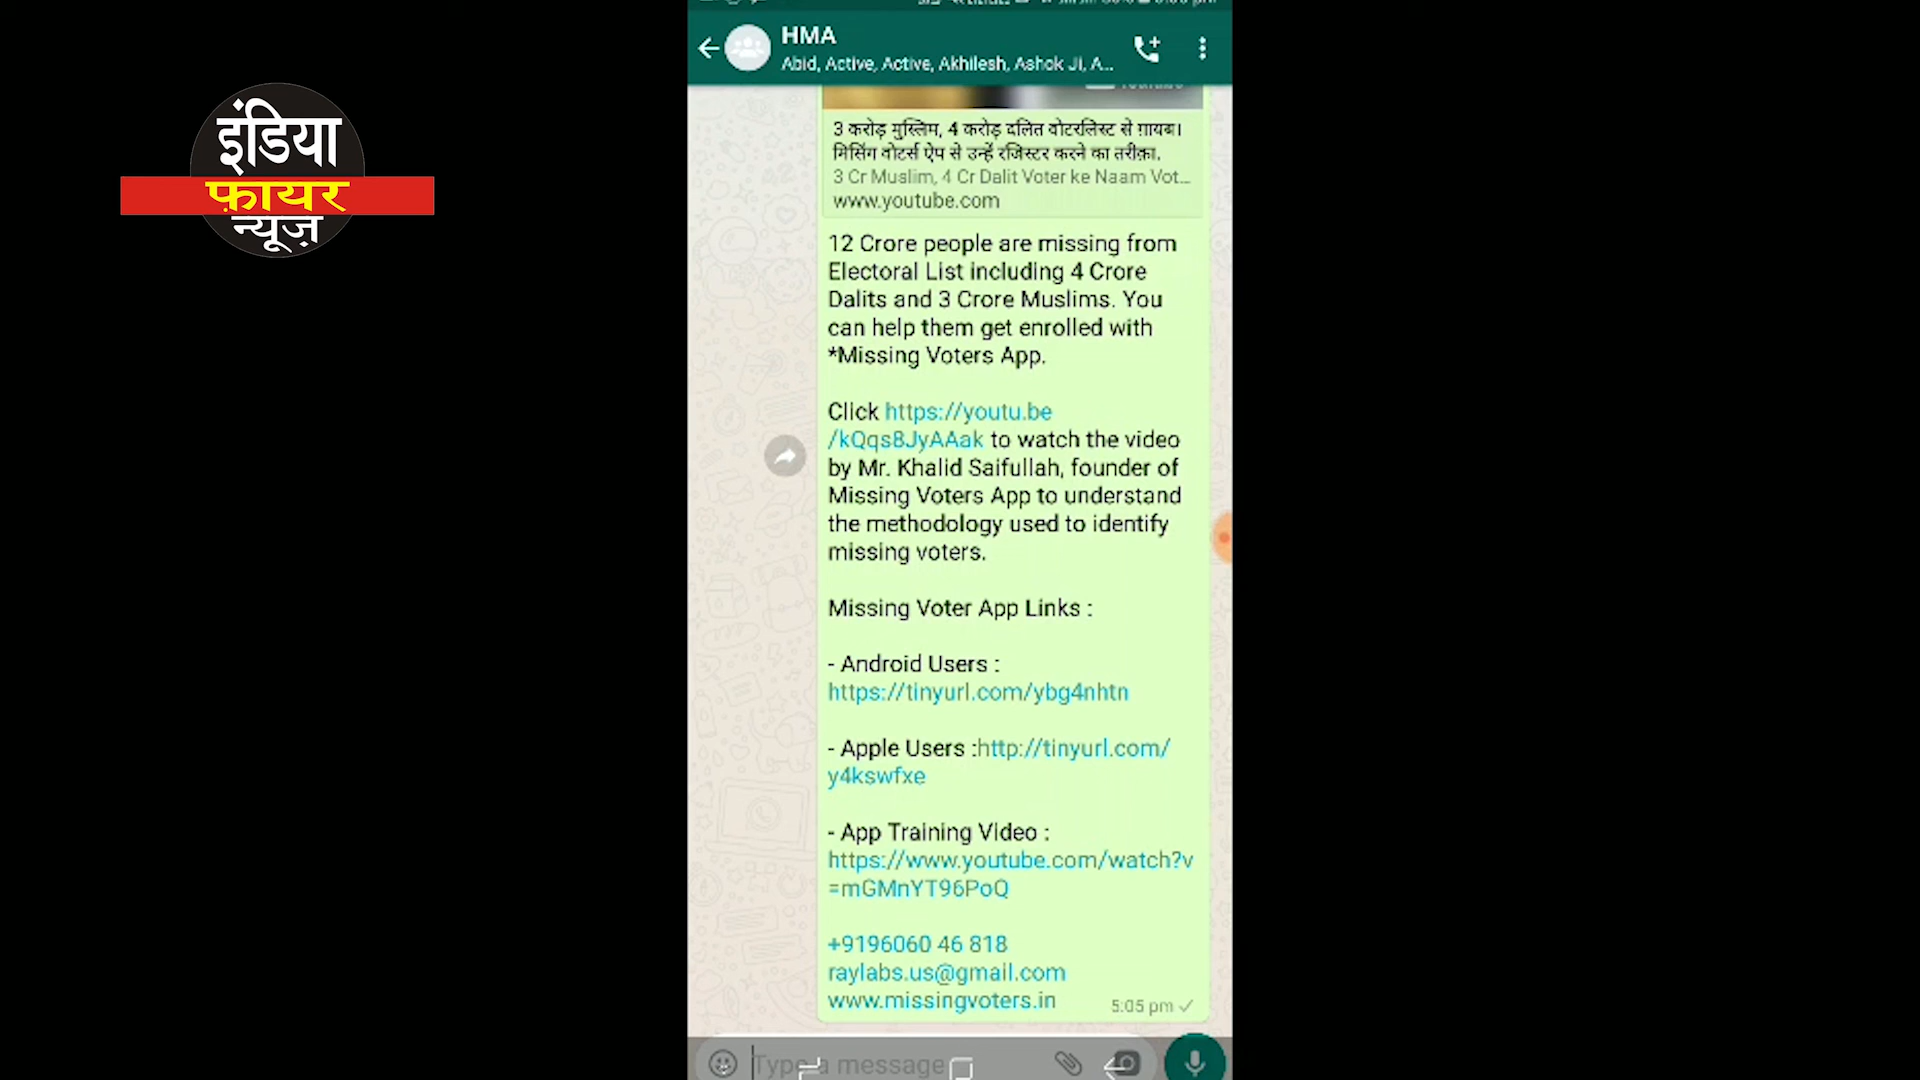 इंडिया
फ़ायर
न्यूज़
HMA
Abid, Active, Active, Akhilesh, Ashok Ji, A...
3 करोड़ मुस्लिम, 4 करोड़ दलित वोटरलिस्ट से ग़ायब।
मिसिंग वोटर्स ऐप से उन्हें रजिस्टर करने का तरीक़ा.
3 Cr Muslim, 4 Cr Dalit Voter ke Naam Vot...
www.youtube.com
12 Crore people are missing from
Electoral List including 4 Crore
Dalits and 3 Crore Muslims. You
can help them get enrolled with
*Missing Voters App.
Click https://youtu.be
/kQqs8JyAAak to watch the video
by Mr. Khalid Saifullah, founder of
Missing Voters App to understand
the methodology used to identify
missing voters.
Missing Voter App Links :
- Android Users :
https://tinyurl.com/ybg4nhtn
- Apple Users :http://tinyurl.com/
y4kswfxe
- App Training Video :
https://www.youtube.com/watch?v
=mGMnYT96PoQ
+9196060 46 818
raylabs.us@gmail.com
www.missingvoters.in
5:05 pm
Type a message